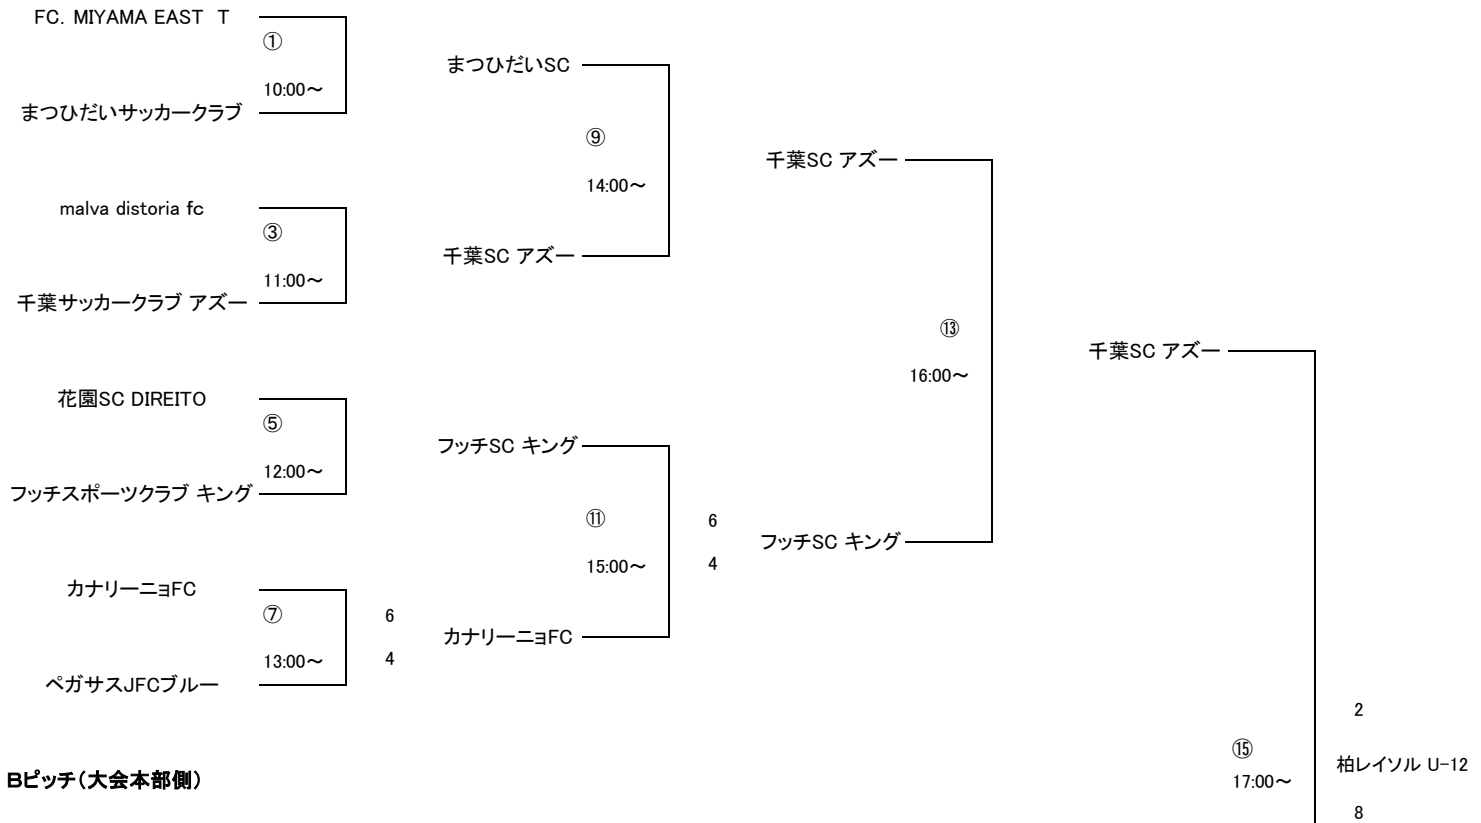 FC. MIYAMA EAST T
①
まつひだいSC
10:00～
まつひだいサッカークラブ
⑨
千葉SC アズー
14:00～
malva distoria fc
③
千葉SC アズー
11:00～
千葉サッカークラブ アズー
⑬
千葉SC アズー
16:00～
花園SC DIREITO
⑤
フッチSC キング
12:00～
フッチスポーツクラブ キング
⑪
6
フッチSC キング
15:00～
4
カナリーニョFC
⑦
6
カナリーニョFC
13:00～
4
ペガサスJFCブルー
2
⑮
柏レイソル U-12
Bピッチ（大会本部側）
17:00～
8